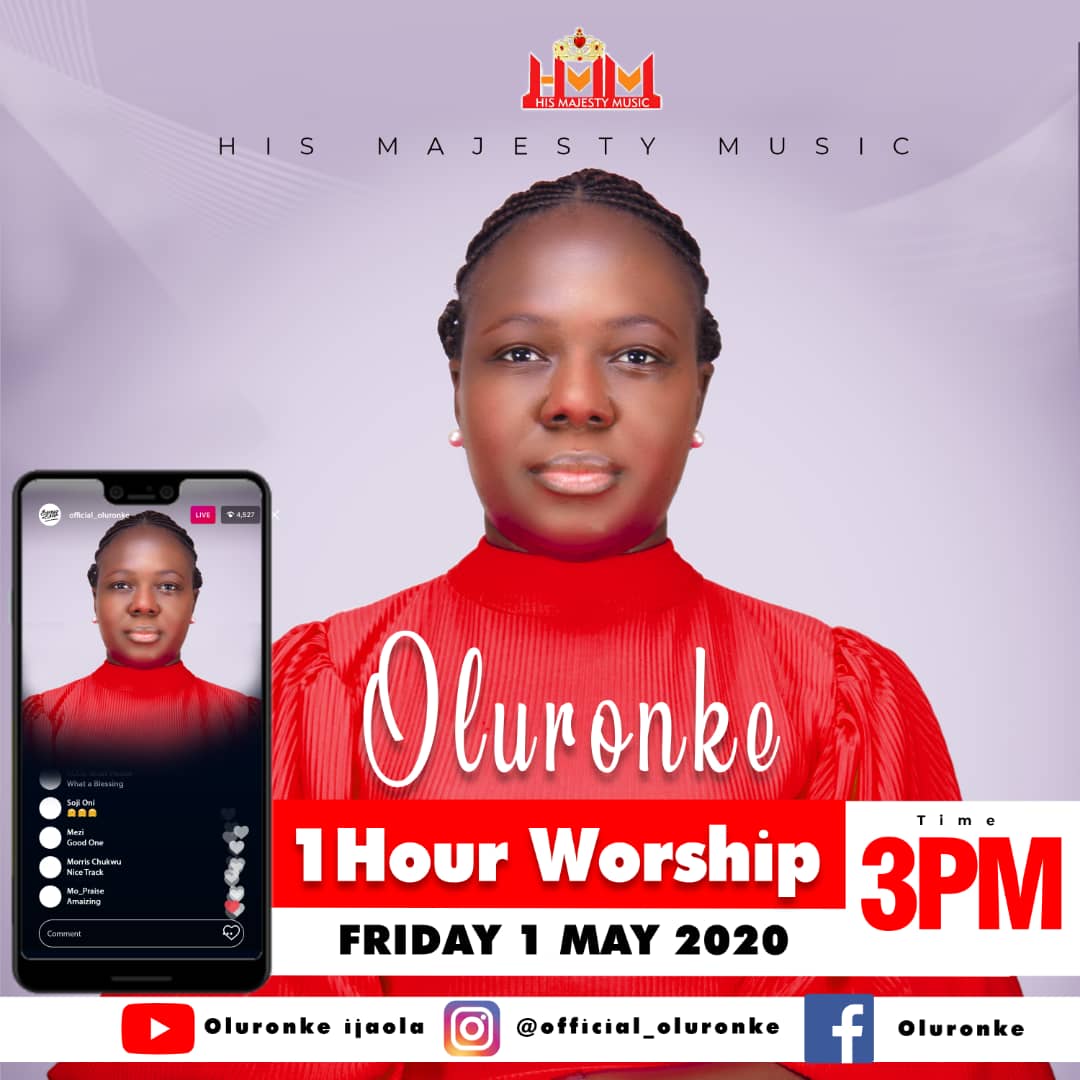 HMM
HIS MAJESTY MUSIC
HIS MAJESTY MUSIC
official_oluronke
LIVE
4,527
What a Blessing
Soji Oni
Mezi
Good One
Morris Chukwu
Nice Track
Mo_Praise
Amaizing
Comment
Oluronke
1Hour Worship
FRIDAY 1 MAY 2020
Time
3PM
Oluronke ijaola
@official_oluronke
Oluronke